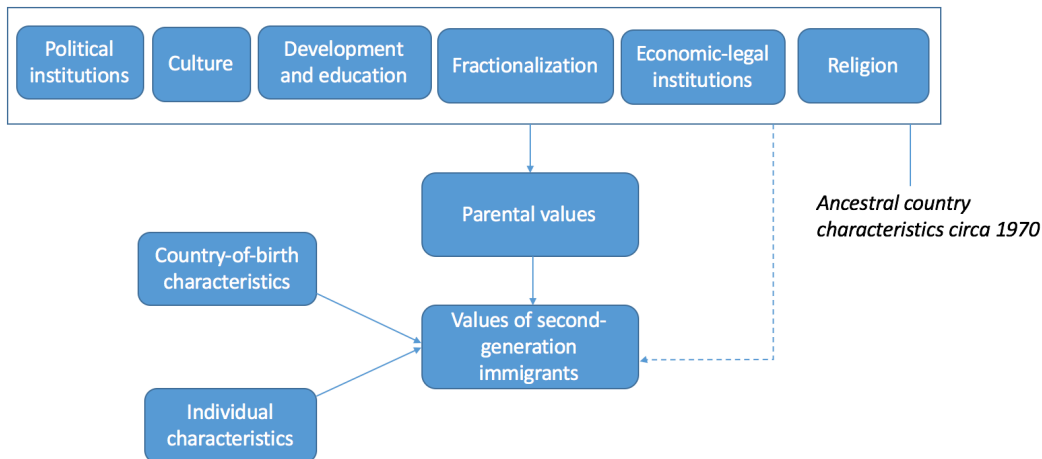 Political
institutions
Culture
Development
and education
Fractionalization
Economic-legal
institutions
Religion
Ancestral country
characteristics circa 1970
Parental values
Country-of-birth
characteristics
Values of second-
generation
immigrants
Individual
characteristics